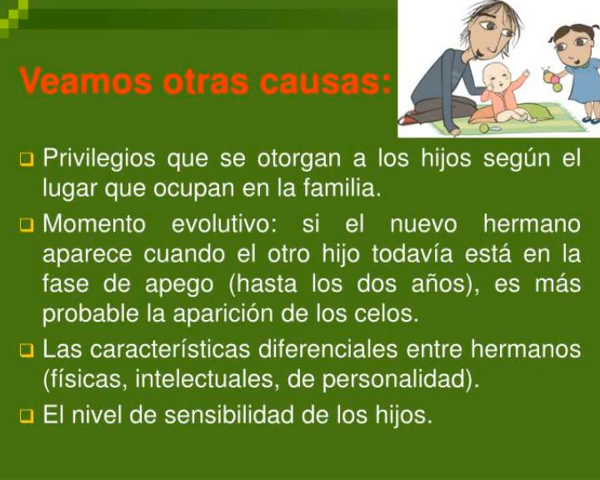 Veamos otras causas:
Privilegios que se otorgan a los hijos según el
lugar que ocupan en la familia.
Momento evolutivo: si el nuevo hermano
aparece cuando el otro hijo todavía está en la
fase de apego (hasta los dos años), es más
probable la aparición de los celos.
Las características diferenciales entre hermanos
(físicas, intelectuales, de personalidad).
El nivel de sensibilidad de los hijos.